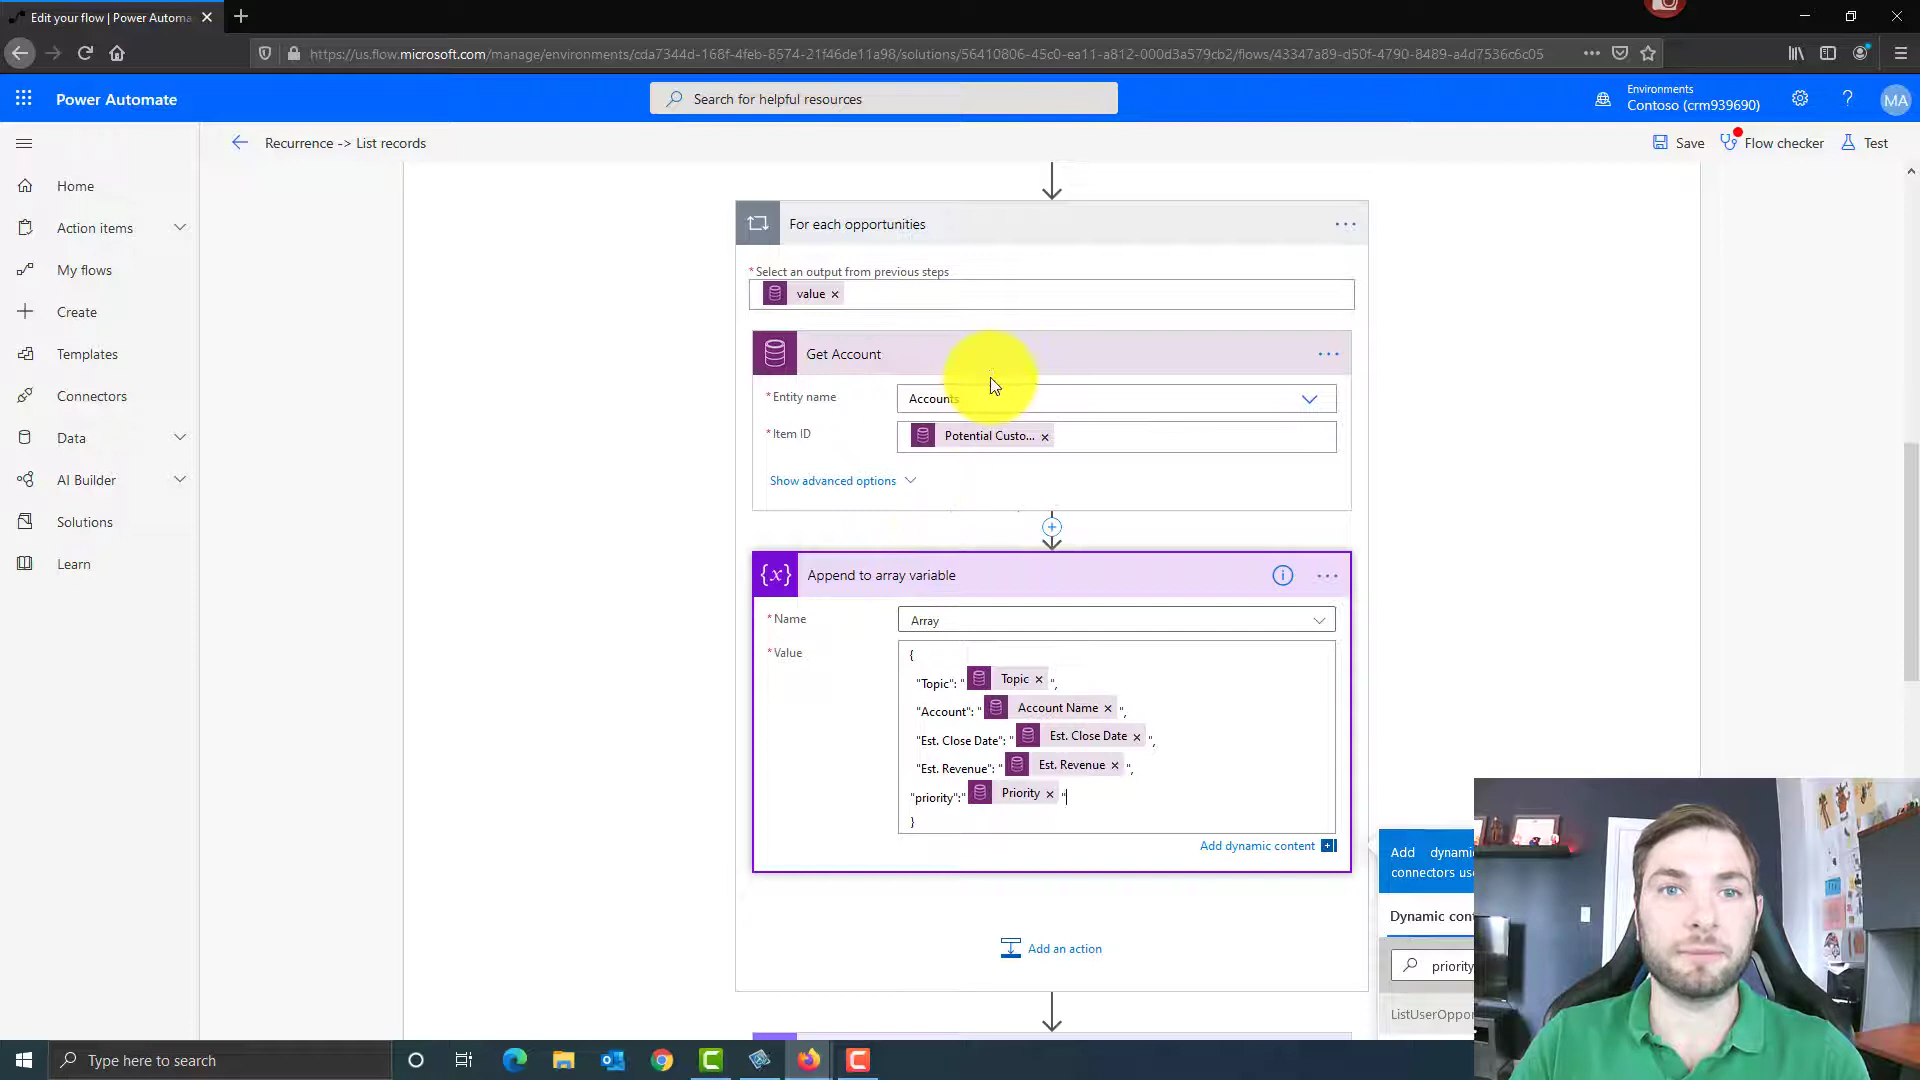 Edit your flow | Power Automa
https://us.flow.microsoft.com/manage/environments/cda7344d-168f-4feb-8574-21f46de11a98/solutions/56410806-45c0-ea11-a812-000d3a579cb2/flows/43347a89-d50f-4790-8489-a4d7536c6c05
Power Automate
Search for helpful resources
Environments
Contoso (crm939690)
?
MA
Recurrence -> List records
Save
Flow checker
Test
Home
Action items
My flows
Create
Templates
Connectors
Data
AI Builder
Solutions
Learn
For each opportunities
* Select an output from previous steps
value ×
Get Account
* Entity name
Accounts
* Item ID
Potential Custo... ×
Show advanced options
{x} Append to array variable
* Name
Array
* Value
{
"Topic": " Topic × ",
"Account": " Account Name × ",
"Est. Close Date": " Est. Close Date × ",
"Est. Revenue": " Est. Revenue × ",
"priority":" Priority × "
}
Add dynamic content
Add an action
Add dynami
connectors use
Dynamic con
priority
ListUserOppor
Type here to search